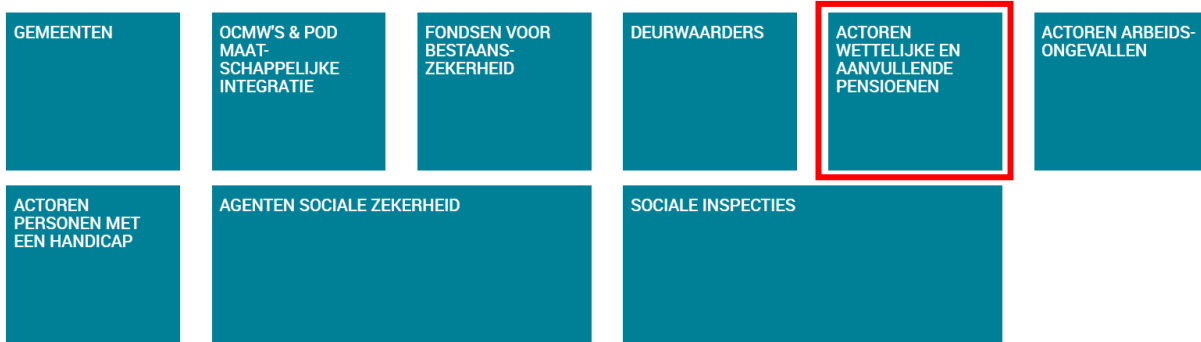 GEMEENTEN
OCMW'S & POD
MAAT-
SCHAPPELIJKE
INTEGRATIE
FONDSEN VOOR
BESTAANS-
ZEKERHEID
DEURWAARDERS
ACTOREN
WETTELIJKE EN
AANVULLENDE
PENSIOENEN
ACTOREN ARBEIDS-
ONGEVALLEN
ACTOREN
PERSONEN MET
EEN HANDICAP
AGENTEN SOCIALE ZEKERHEID
SOCIALE INSPECTIES